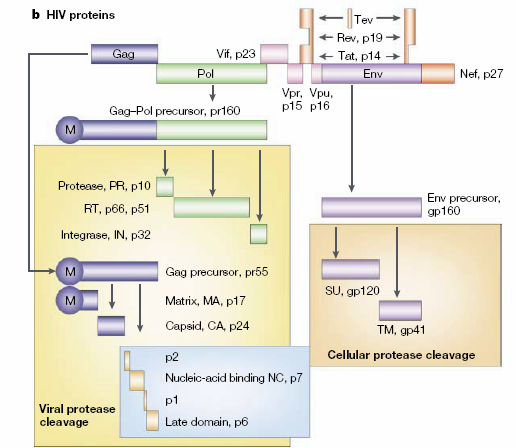 b HIV proteins
Tev
Rev, p19
Tat, p14
Gag
Vif, p23
Pol
Env
Nef, p27
Vpr,
p15
Vpu,
p16
Gag–Pol precursor, pr160
M
Protease, PR, p10
RT, p66, p51
Integrase, IN, p32
Env precursor,
gp160
M
Gag precursor, pr55
M
Matrix, MA, p17
Capsid, CA, p24
SU, gp120
TM, gp41
Cellular protease cleavage
p2
Nucleic-acid binding NC, p7
p1
Late domain, p6
Viral protease
cleavage